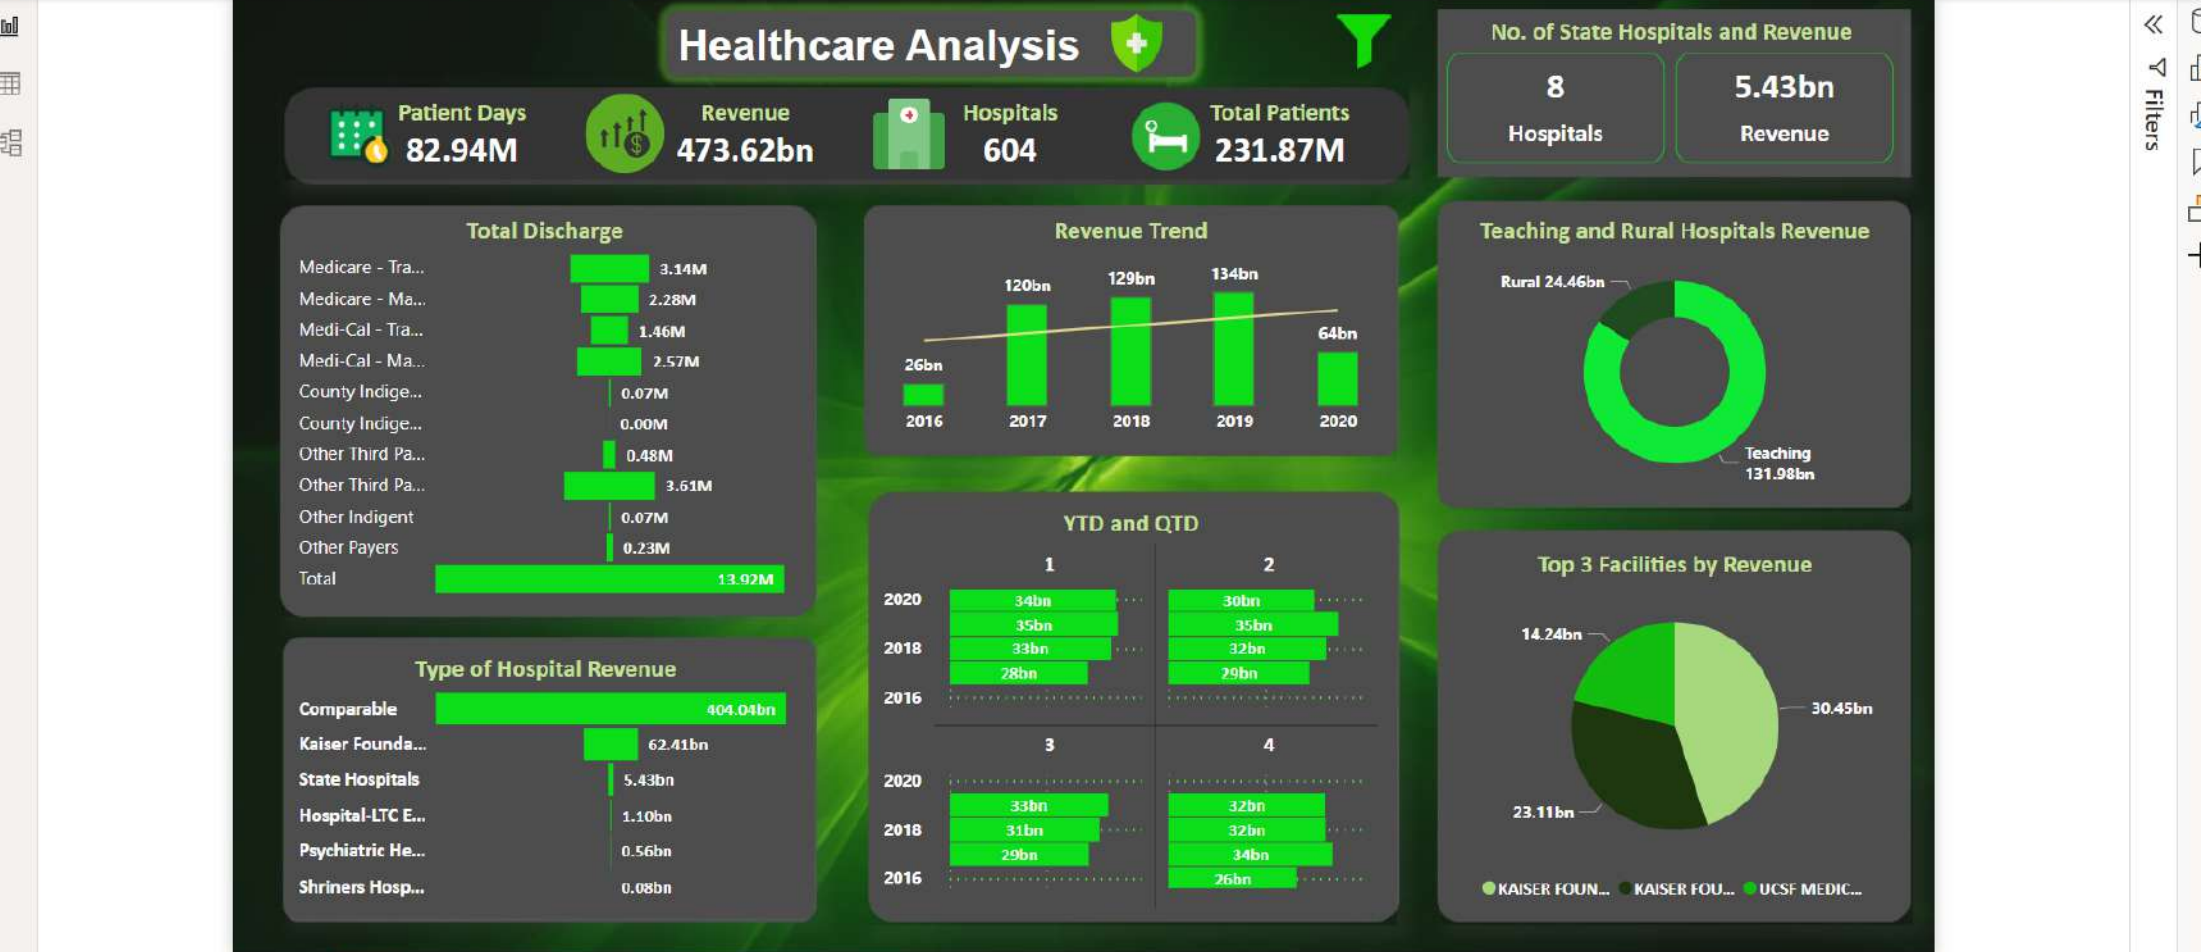 Healthcare Analysis
Patient Days
82.94M
Revenue
473.62bn
Hospitals
604
Total Patients
231.87M
No. of State Hospitals and Revenue
8
Hospitals
5.43bn
Revenue
Filters
Total Discharge
Medicare - Tra... 3.14M
Medicare - Ma... 2.28M
Medi-Cal - Tra... 1.46M
Medi-Cal - Ma... 2.57M
County Indige... 0.07M
County Indige... 0.00M
Other Third Pa... 0.48M
Other Third Pa... 3.61M
Other Indigent 0.07M
Other Payers 0.23M
Total 13.92M
Type of Hospital Revenue
Comparable 404.04bn
Kaiser Founda... 62.41bn
State Hospitals 5.43bn
Hospital-LTC E... 1.10bn
Psychiatric He... 0.56bn
Shriners Hosp... 0.08bn
Revenue Trend
26bn 120bn 129bn 134bn 64bn
2016 2017 2018 2019 2020
YTD and QTD
1 2
2020 34bn 30bn
35bn 35bn
2018 33bn 32bn
28bn 29bn
2016
3 4
2020
33bn 32bn
2018 31bn 32bn
29bn 34bn
2016 26bn
Teaching and Rural Hospitals Revenue
Rural 24.46bn
Teaching
131.98bn
Top 3 Facilities by Revenue
14.24bn
30.45bn
23.11bn
KAISER FOUN... KAISER FOU... UCSF MEDIC...